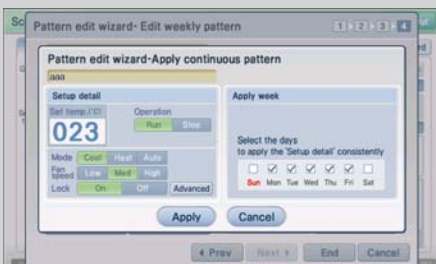 Sc
Pattern edit wizard- Edit weekly pattern
1 2 3 4
Pattern edit wizard-Apply continuous pattern
aaa
Setup detail
Apply week
Set temp.(°C)
Operation
023
Run Stop
Select the days
to apply the 'Setup detail' consistently
Mode Cool Heat Auto
Fan speed Low Med High
Lock On Off Advanced
Sun Mon Tue Wed Thu Fri Sat
Apply Cancel
Prev Next End Cancel